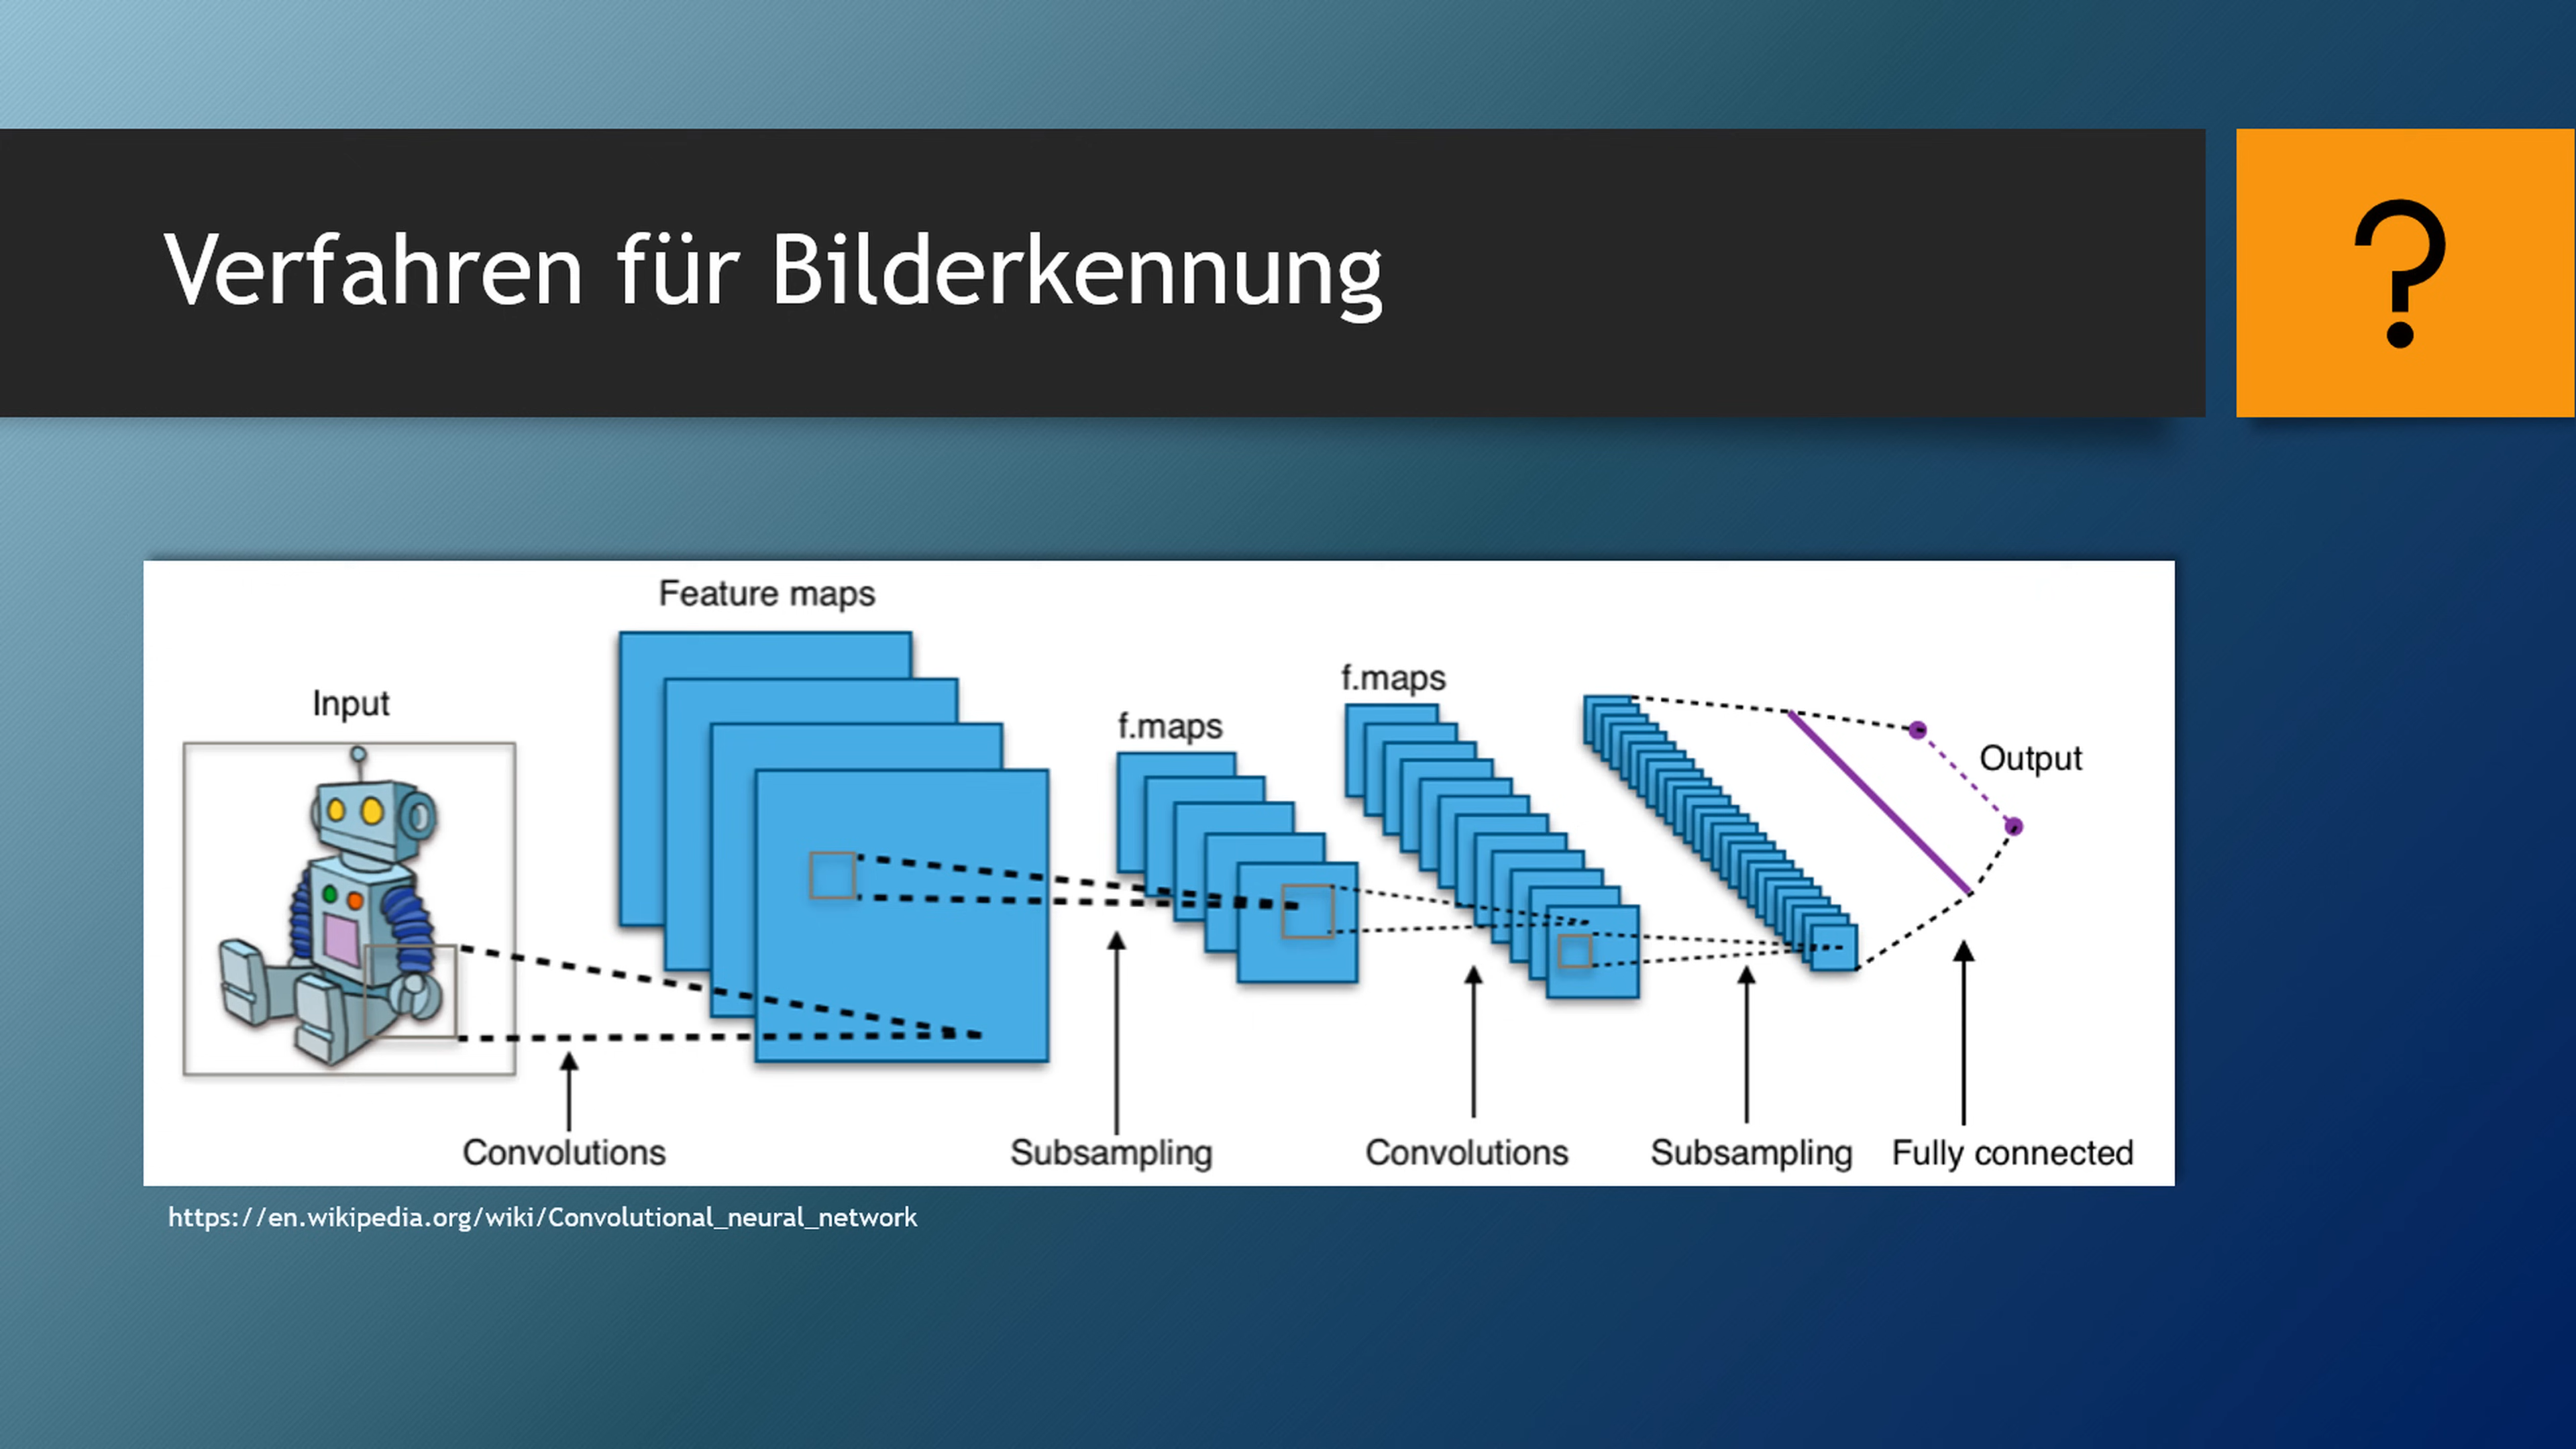 Verfahren für Bilderkennung
?
Feature maps
Input
f.maps
f.maps
Output
Convolutions
Subsampling
Convolutions
Subsampling
Fully connected
https://en.wikipedia.org/wiki/Convolutional_neural_network